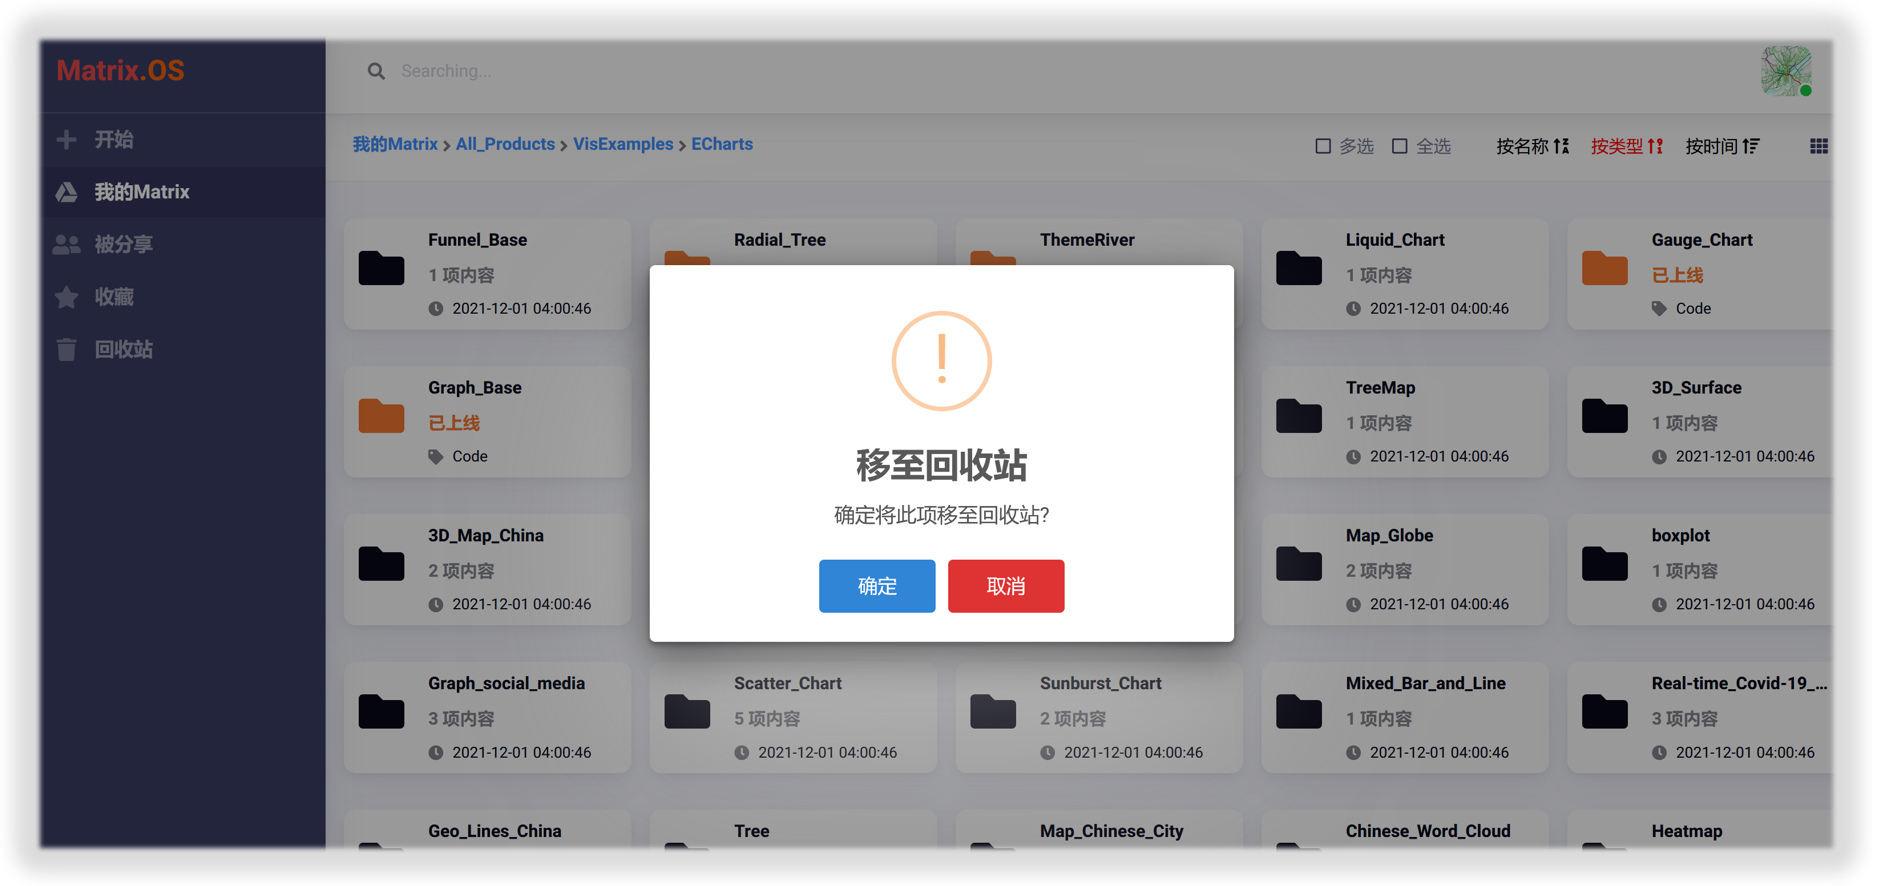 Matrix.OS
Searching...
开始
我的Matrix
被分享
收藏
回收站
我的Matrix > All_Products > VisExamples > ECharts
多选 全选 按名称 按类型 按时间
Funnel_Base
1 项内容
2021-12-01 04:00:46
Radial_Tree
ThemeRiver
Liquid_Chart
1 项内容
2021-12-01 04:00:46
Gauge_Chart
已上线
Code
Graph_Base
已上线
Code
TreeMap
1 项内容
2021-12-01 04:00:46
3D_Surface
1 项内容
2021-12-01 04:00:46
移至回收站
确定将此项移至回收站?
确定
取消
3D_Map_China
2 项内容
2021-12-01 04:00:46
Map_Globe
2 项内容
2021-12-01 04:00:46
boxplot
1 项内容
2021-12-01 04:00:46
Graph_social_media
3 项内容
2021-12-01 04:00:46
Scatter_Chart
5 项内容
2021-12-01 04:00:46
Sunburst_Chart
2 项内容
2021-12-01 04:00:46
Mixed_Bar_and_Line
1 项内容
2021-12-01 04:00:46
Real-time_Covid-19_...
3 项内容
2021-12-01 04:00:46
Geo_Lines_China
Tree
Map_Chinese_City
Chinese_Word_Cloud
Heatmap